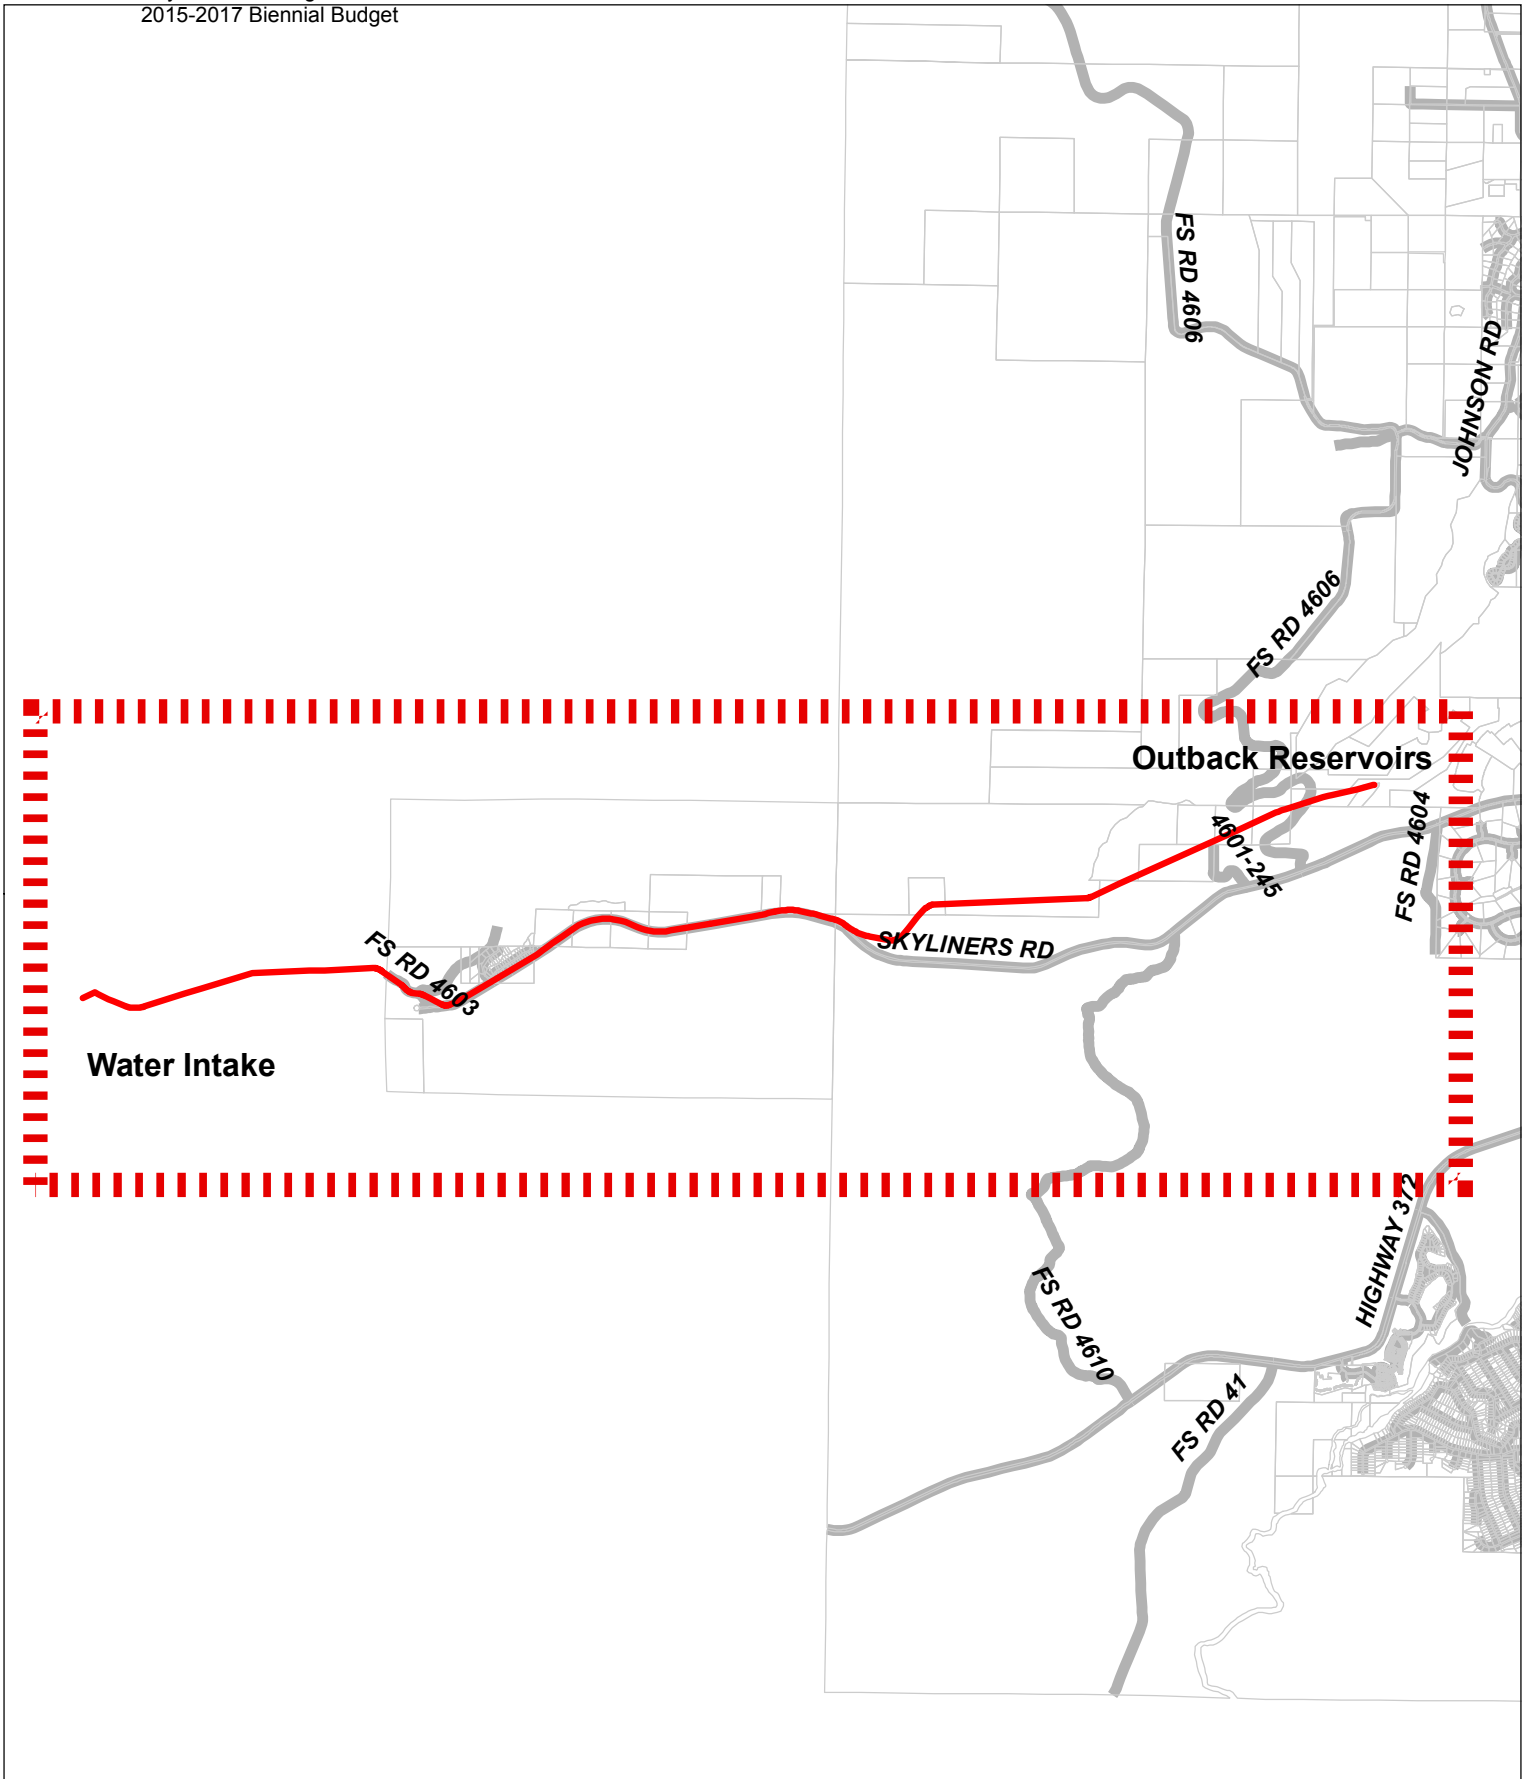 2015-2017 Biennial Budget
FS RD 4606
JOHNSON RD
FS RD 4606
Outback Reservoirs
4601-245
FS RD 4604
SKYLINERS RD
FS RD 4603
Water Intake
HIGHWAY 372
FS RD 4610
FS RD 41